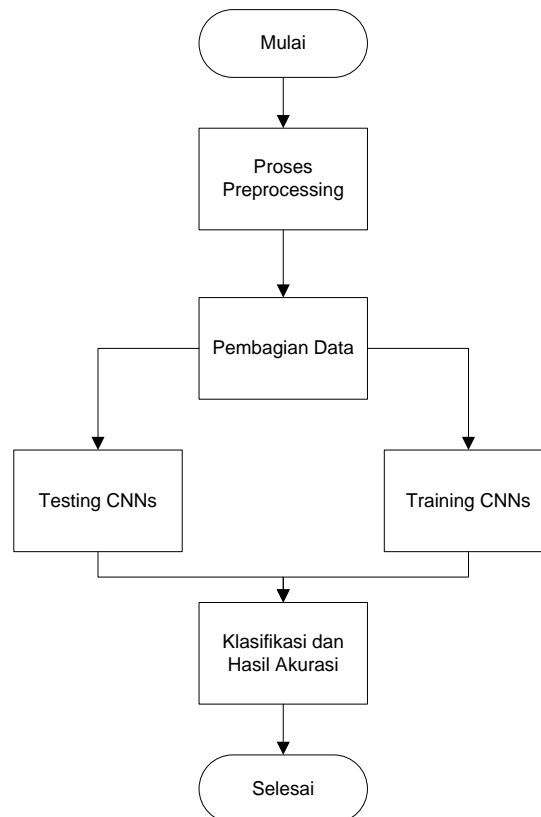 Mulai
Proses
Preprocessing
Pembagian Data
Testing CNNs
Training CNNs
Klasifikasi dan
Hasil Akurasi
Selesai